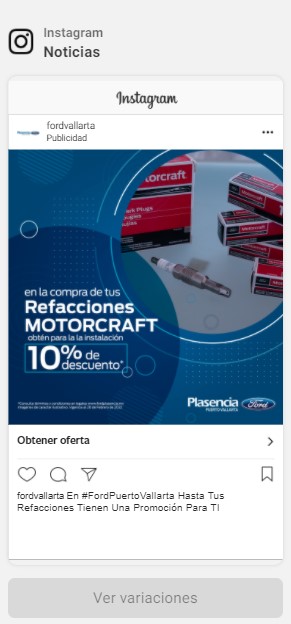 Instagram
Noticias
Instagram
fordvallarta
Publicidad
orcraft
MOTORCRAFT
en la compra de tus
Refacciones
MOTORCRAFT
obtén para la la instalación
10% de
descuento*
Plasencia Ford
PUERTO VALLARTA
Obtener oferta
fordvallarta En #FordPuertoVallarta Hasta Tus
Refacciones Tienen Una Promoción Para TI
Ver variaciones